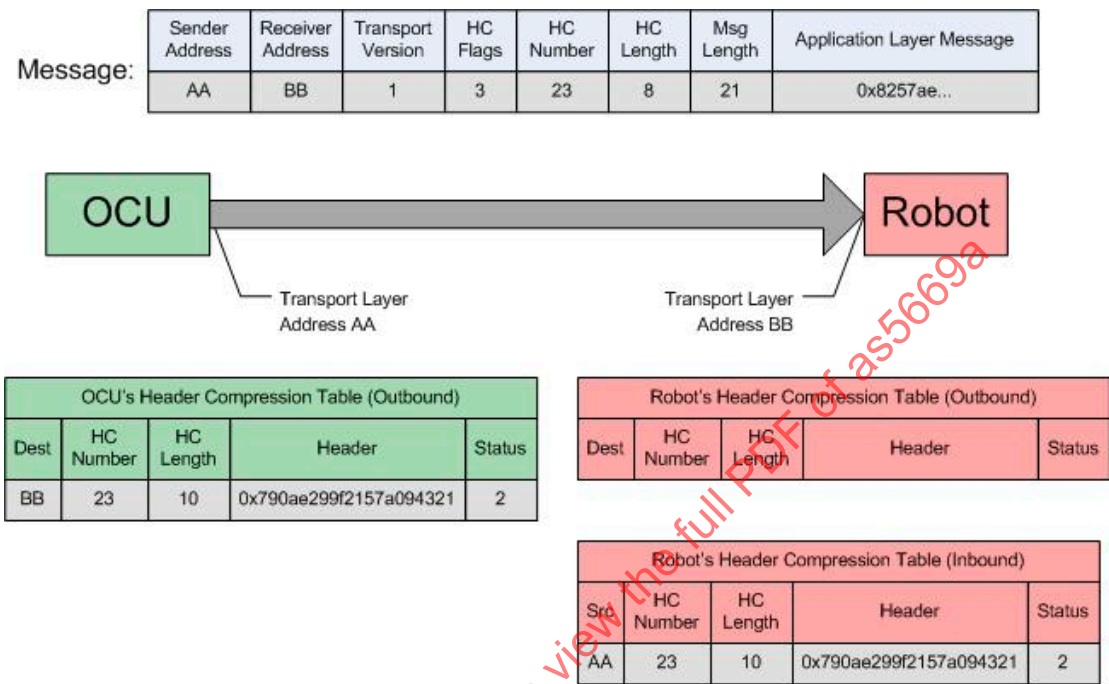 Message:
Sender Address Receiver Address Transport Version HC Flags HC Number HC Length Msg Length Application Layer Message
AA BB 1 3 23 8 21 0x8257ae...
OCU
Robot
Transport Layer Address AA
Transport Layer Address BB
OCU's Header Compression Table (Outbound)
Dest HC Number HC Length Header Status
BB 23 10 0x790ae299f2157a094321 2
Robot's Header Compression Table (Outbound)
Dest HC Number HC Length Header Status
Robot's Header Compression Table (Inbound)
Src HC Number HC Length Header Status
AA 23 10 0x790ae299f2157a094321 2
view the full PDF of as5669a